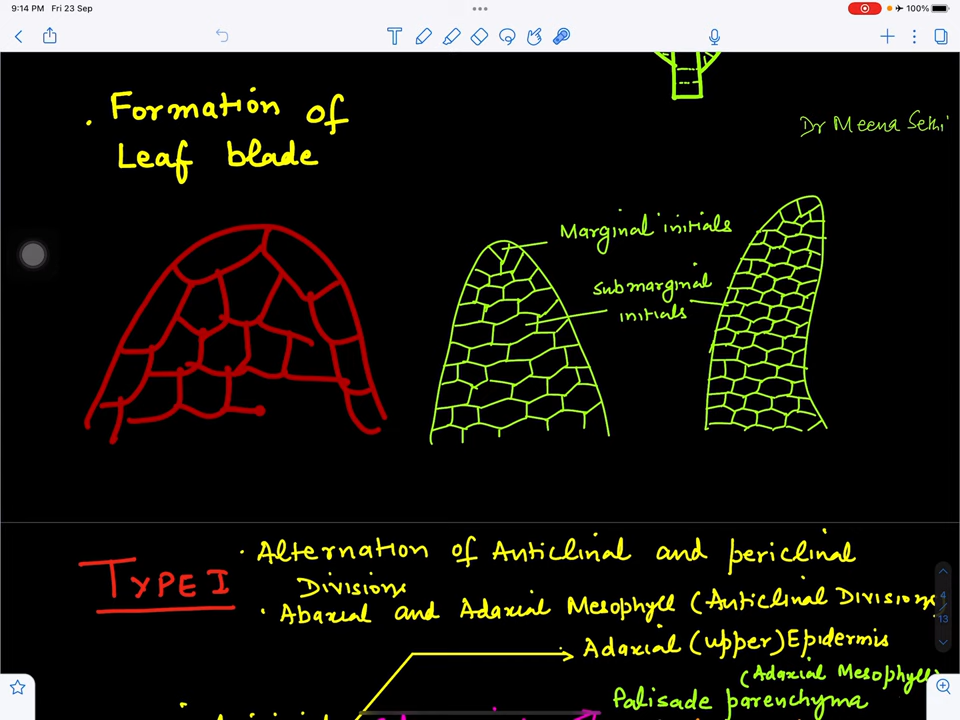 9:14 PM Fri 23 Sep
100%
Dr Meena Sethi
. Formation of
Leaf blade
Marginal initials
submarginal
initials
TYPE I
· Alternation of Anticlinal and periclinal
Divisions
· Abaxial and Adaxial Mesophyll (Anticlinal Divisions
Adaxial (upper) Epidermis
(Adaxial Mesophyll)
Palisade parenchyma
4
13